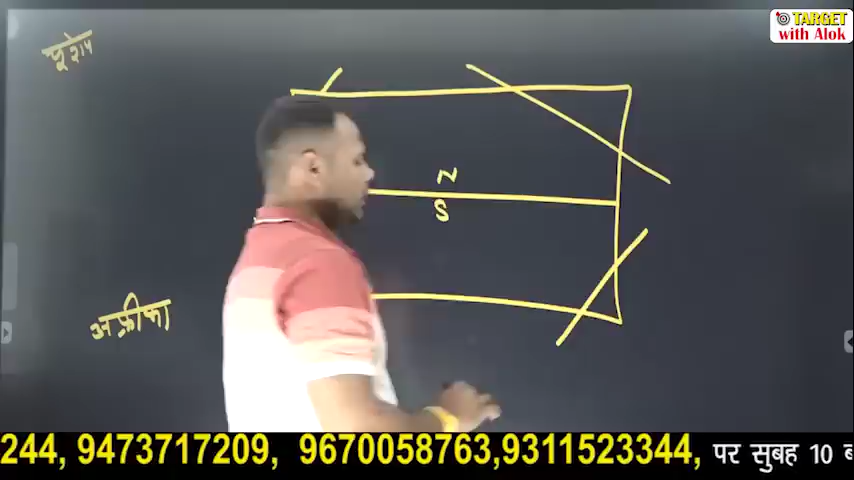 TARGET
with Alok
यूरोप
N
S
अफ्रीका
244, 9473717209, 9670058763,9311523344, पर सुबह 10 ब